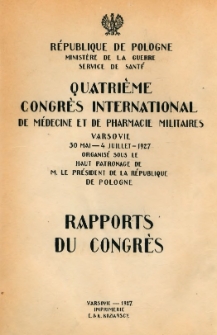 RÉPUBLIQUE DE POLOGNE
MINISTÈRE DE LA GUERRE
SERVICE DE SANTÉ
QUATRIÈME
CONGRÈS INTERNATIONAL
DE MÉDECINE ET DE PHARMACIE MILITAIRES
VARSOVIE
30 MAI — 4 JUILLET - 1927
ORGANISÉ SOUS LE
HAUT PATRONAGE DE
M. LE PRÉSIDENT DE LA RÉPUBLIQUE
DE POLOGNE
RAPPORTS
DU CONGRÈS
VARSOVIE — 1927
IMPRIMERIE